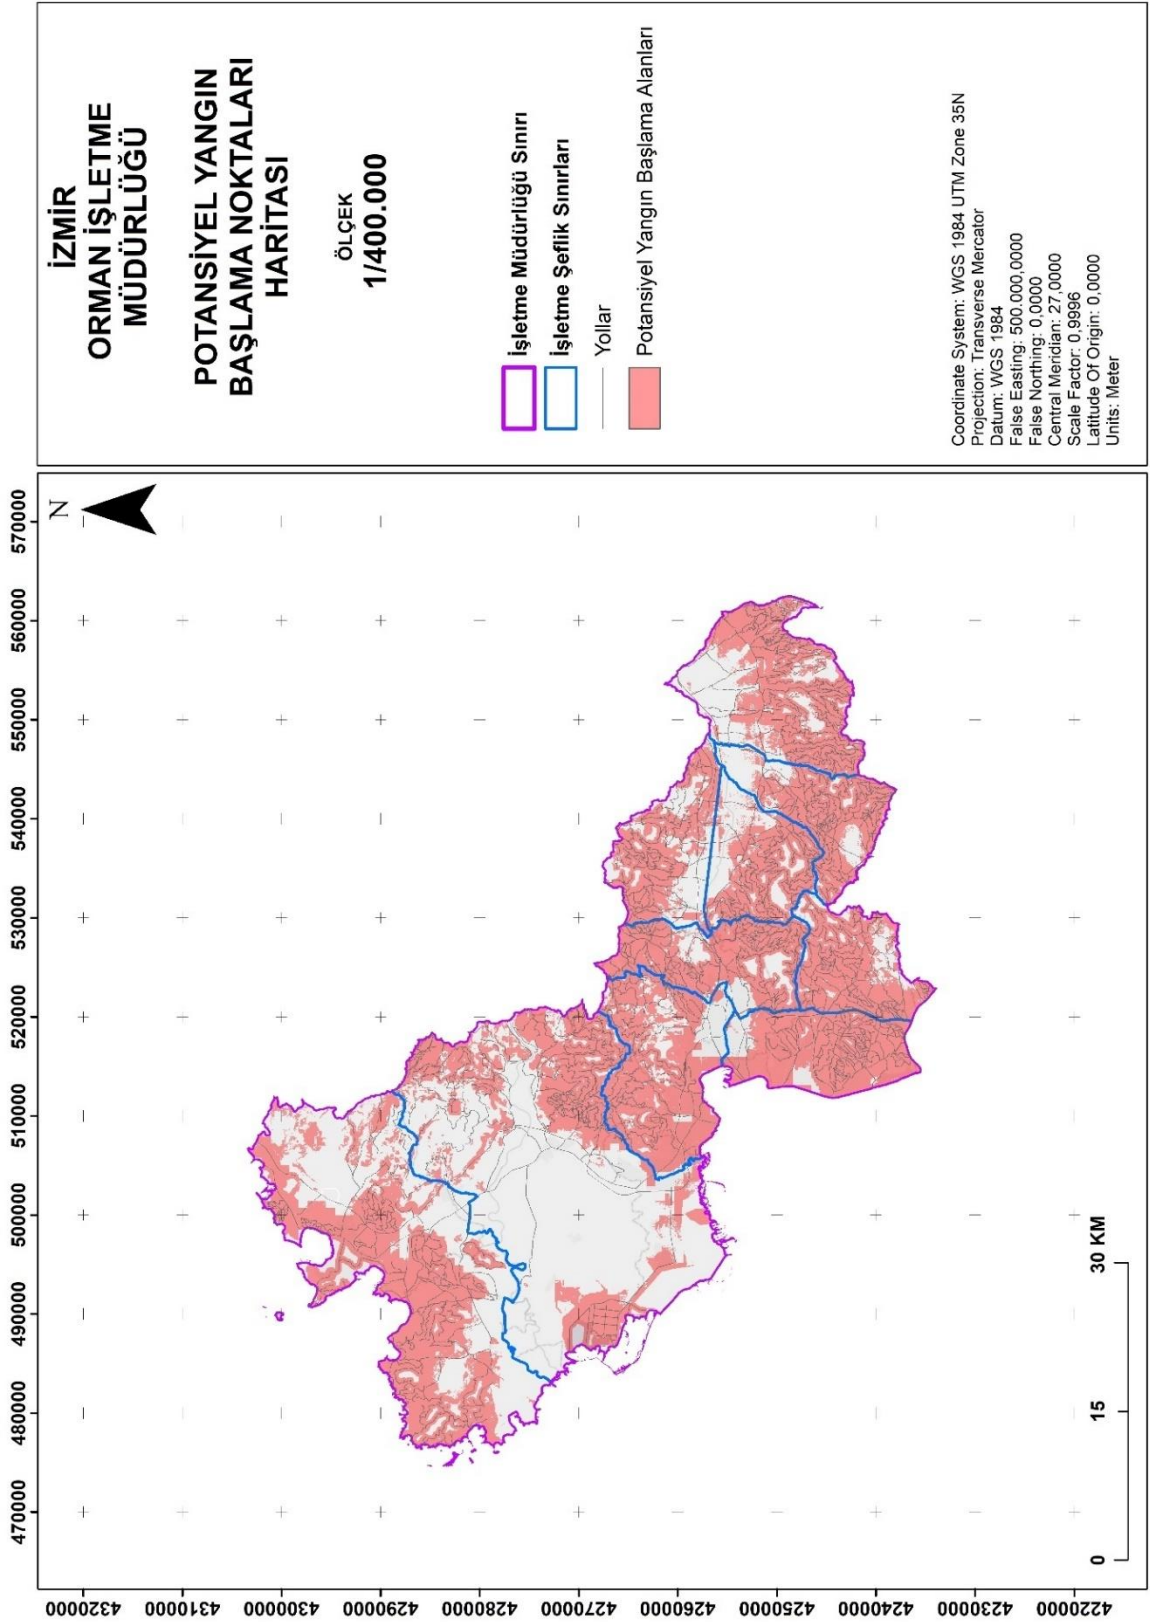 İZMİR
ORMAN İŞLETME
MÜDÜRLÜĞÜ
POTANSİYEL YANGIN
BAŞLAMA NOKTALARI
HARİTASI
ÖLÇEK
1/400.000
İşletme Müdürlüğü Sınırı
İşletme Şeflik Sınırları
Yollar
Potansiyel Yangın Başlama Alanları
Coordinate System: WGS 1984 UTM Zone 35N
Projection: Transverse Mercator
Datum: WGS 1984
False Easting: 500.000,0000
False Northing: 0,0000
Central Meridian: 27,0000
Scale Factor: 0,9996
Latitude Of Origin: 0,0000
Units: Meter
470000 480000 490000 500000 510000 520000 530000 540000 550000 560000 570000
N
4320000
4310000
4300000
4290000
4280000
4270000
4260000
4250000
4240000
4230000
4220000
0 15 30 KM